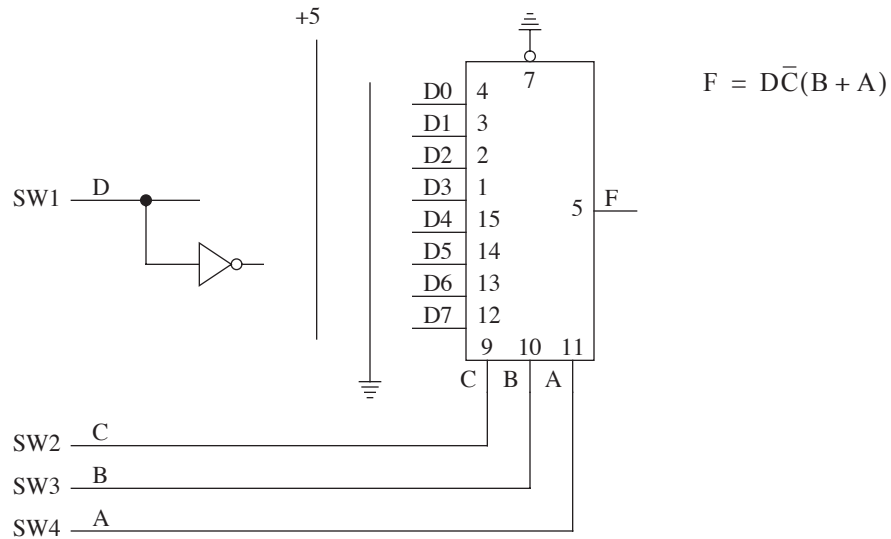 +5
7
F = DC̄(B + A)
D0 4
D1 3
D2 2
D3 1
SW1 D
5 F
D4 15
D5 14
D6 13
D7 12
9 10 11
C B A
SW2 C
SW3 B
SW4 A